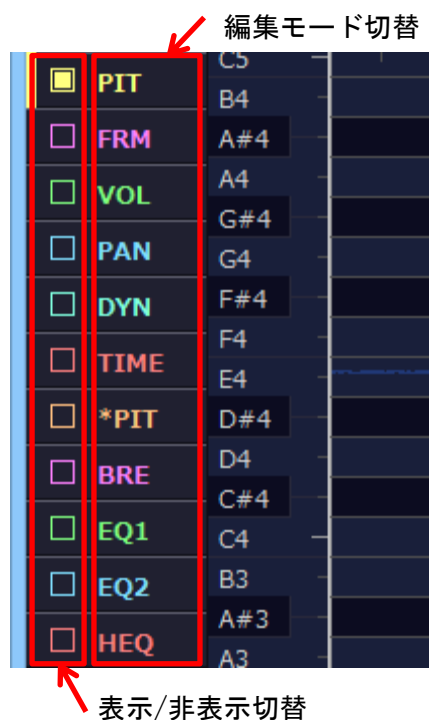 編集モード切替
PIT
FRM
VOL
PAN
DYN
TIME
*PIT
BRE
EQ1
EQ2
HEQ
C5
B4
A#4
A4
G#4
G4
F#4
F4
E4
D#4
D4
C#4
C4
B3
A#3
A3
表示/非表示切替